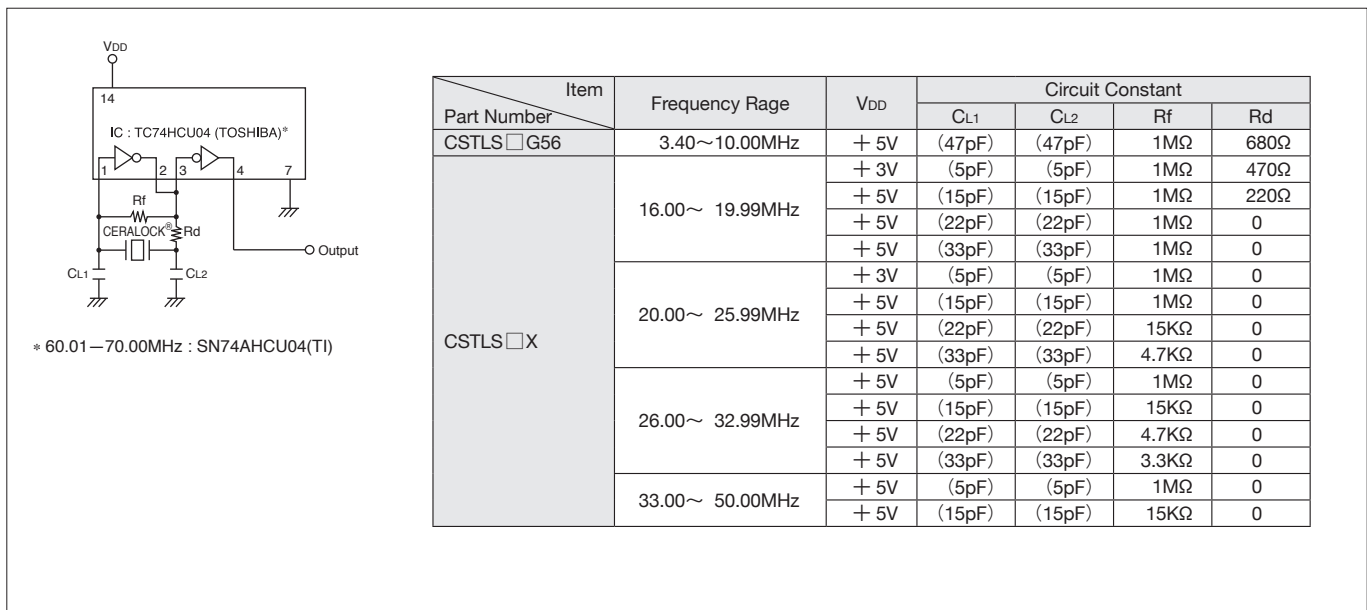 VDD
14
IC : TC74HCU04 (TOSHIBA)*
1 2 3 4 7
Rf
CERALOCK® Rd
Output
CL1 CL2
* 60.01—70.00MHz : SN74AHCU04(TI)
Item
Part Number
Frequency Rage
VDD
Circuit Constant
CL1 CL2 Rf Rd
CSTLS□G56 3.40~10.00MHz +5V (47pF) (47pF) 1MΩ 680Ω
CSTLS□X
16.00~ 19.99MHz
+3V (5pF) (5pF) 1MΩ 470Ω
+5V (15pF) (15pF) 1MΩ 220Ω
+5V (22pF) (22pF) 1MΩ 0
+5V (33pF) (33pF) 1MΩ 0
20.00~ 25.99MHz
+3V (5pF) (5pF) 1MΩ 0
+5V (15pF) (15pF) 1MΩ 0
+5V (22pF) (22pF) 15KΩ 0
+5V (33pF) (33pF) 4.7KΩ 0
26.00~ 32.99MHz
+5V (5pF) (5pF) 1MΩ 0
+5V (15pF) (15pF) 15KΩ 0
+5V (22pF) (22pF) 4.7KΩ 0
+5V (33pF) (33pF) 3.3KΩ 0
33.00~ 50.00MHz
+5V (5pF) (5pF) 1MΩ 0
+5V (15pF) (15pF) 15KΩ 0